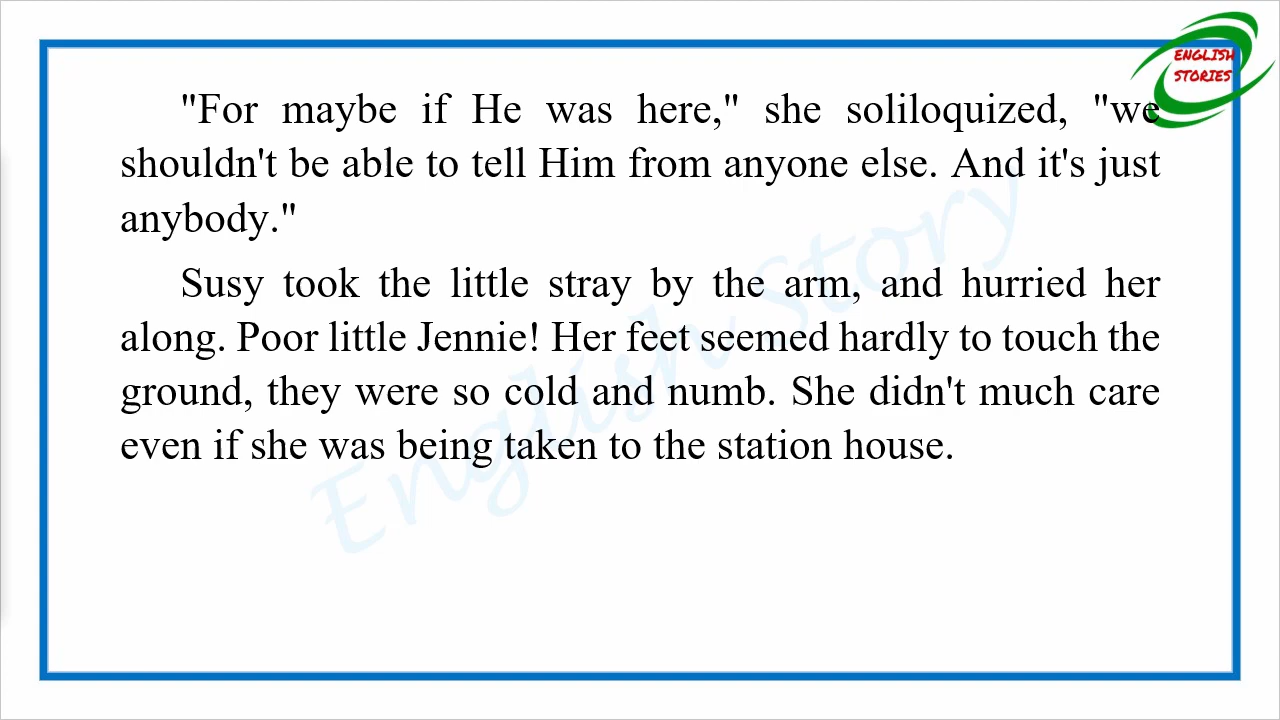 ENGLISH
STORIES
"For maybe if He was here," she soliloquized, "we
shouldn't be able to tell Him from anyone else. And it's just
anybody."
Susy took the little stray by the arm, and hurried her
along. Poor little Jennie! Her feet seemed hardly to touch the
ground, they were so cold and numb. She didn't much care
even if she was being taken to the station house.
English Story